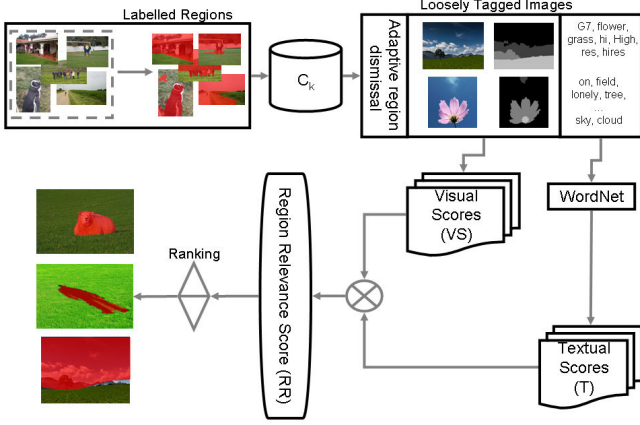 Labelled Regions
Loosely Tagged Images
C k
Adaptive region
dismissal
G7, flower,
grass, hi, High,
res, hires
on, field,
lonely, tree,
...
sky, cloud
Visual
Scores
(VS)
WordNet
Region Relevance Score (RR)
Ranking
Textual
Scores
(T)